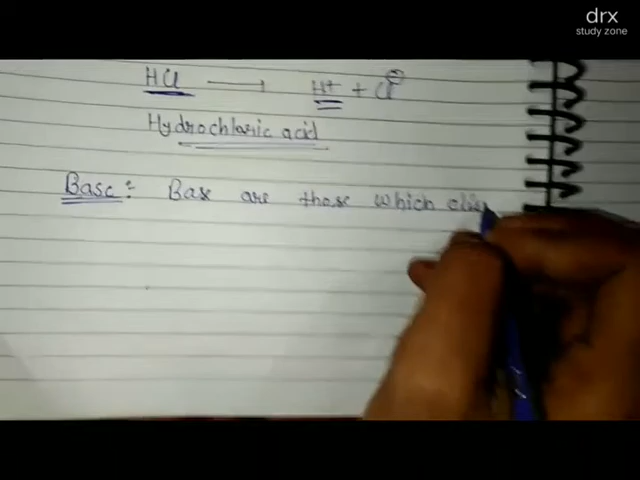 drx
study zone
HCl ⟶ H+ + Cl⊖
Hydrochloric acid
Base: Base are those which